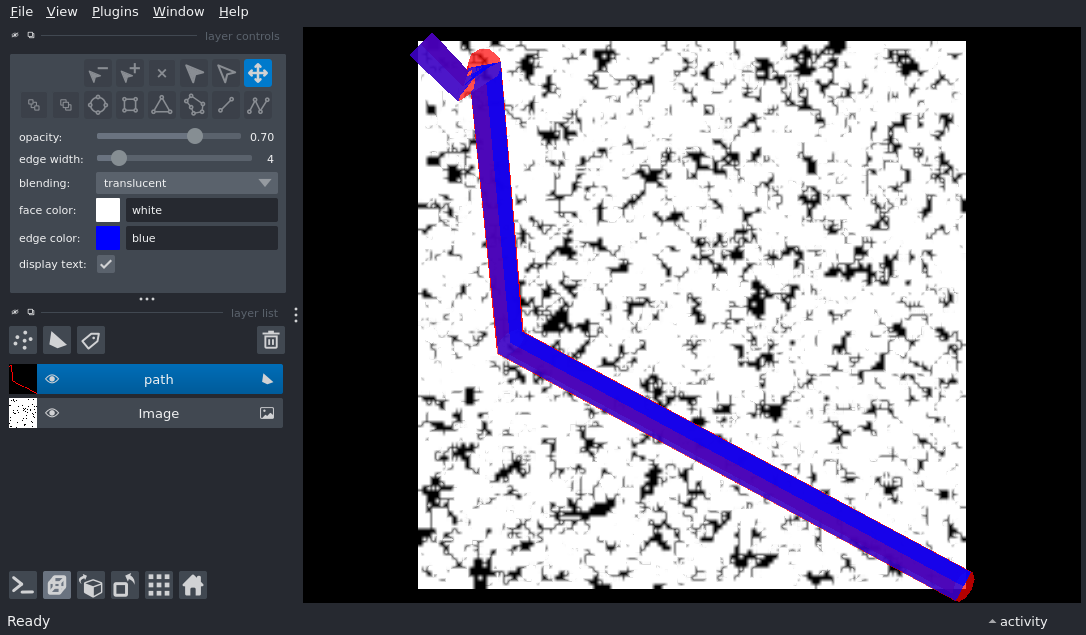 File View Plugins Window Help
layer controls
opacity: 0.70
edge width: 4
blending: translucent
face color: white
edge color: blue
display text:
layer list
path
Image
Ready
activity